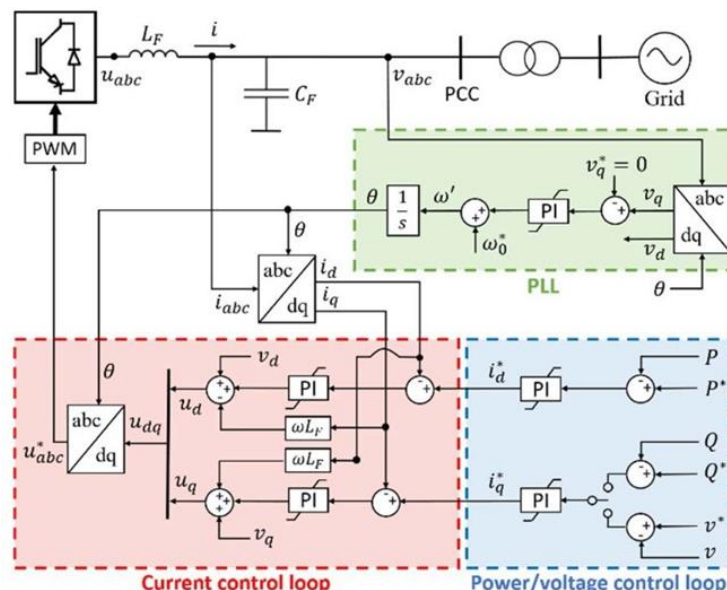 L_F
i
u_abc
C_F
v_abc
PCC
Grid
PWM
v_q^* = 0
θ
1/s
ω'
+
+
PI
-
+
v_q
abc
dq
ω_0^*
v_d
θ
PLL
θ
abc
dq
i_abc
i_d
i_q
θ
v_d
i_d^*
P
P^*
u_d
+
+
-
PI
-
+
PI
-
+
abc
dq
u_dq
u_abc^*
ωL_F
ωL_F
Q
Q^*
-
+
u_q
+
+
+
PI
-
+
i_q^*
PI
v^*
v
+
-
v_q
Current control loop
Power/voltage control loop